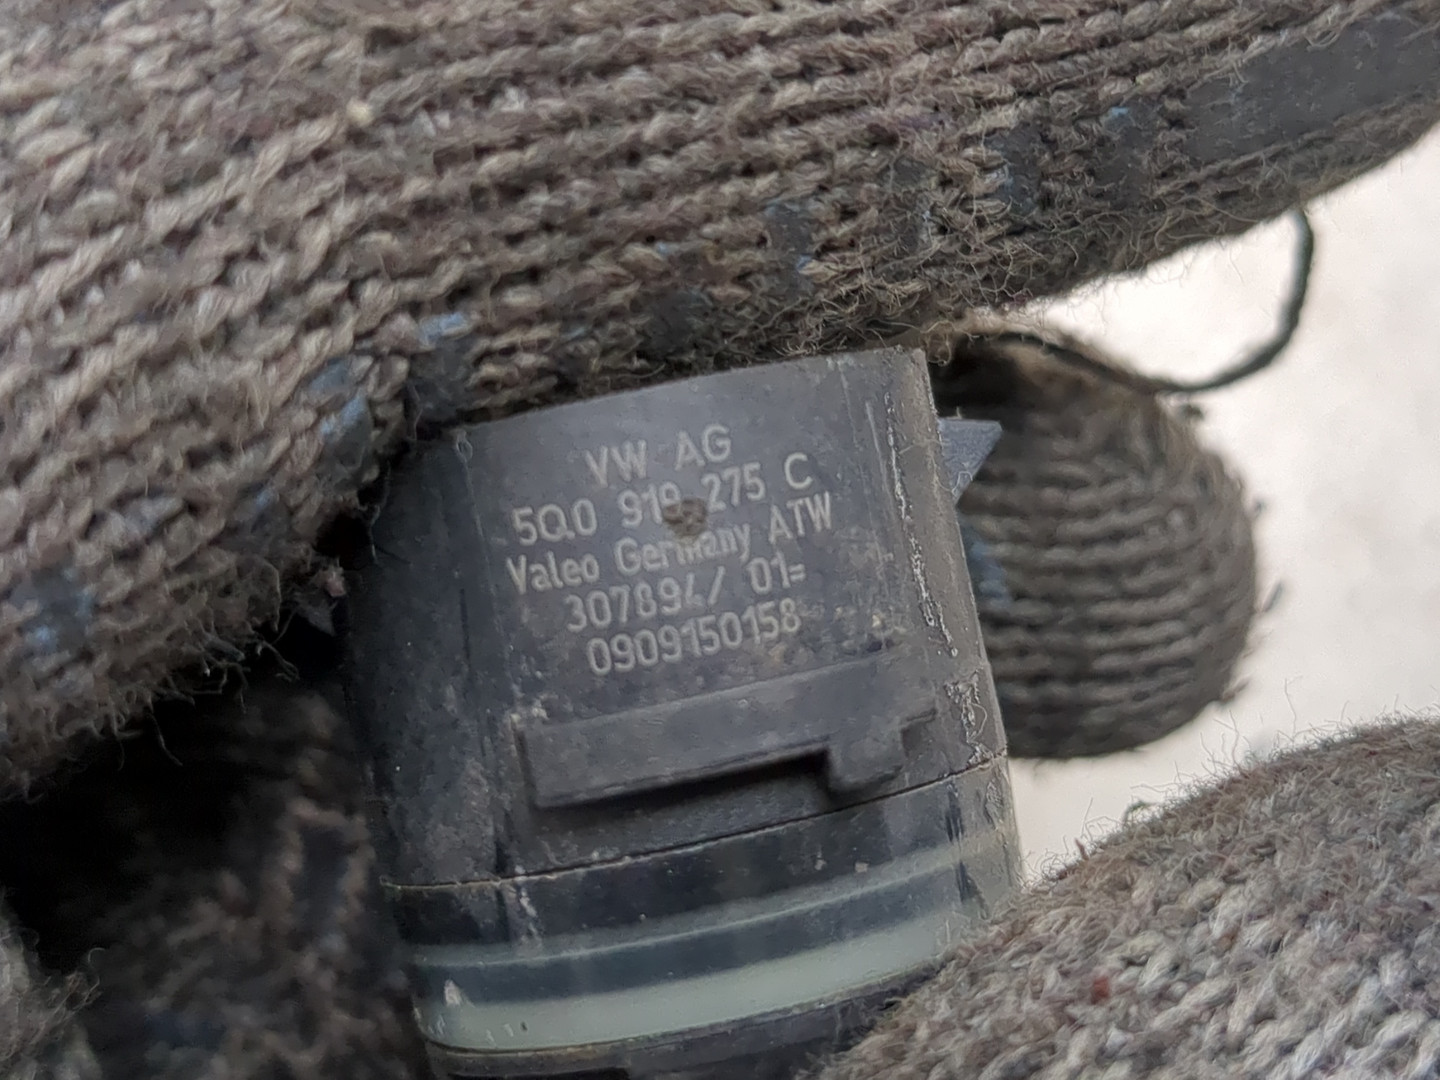 VW AG
5Q0 919 275 C
Valeo Germany ATW
307894/ 01=
0909150158